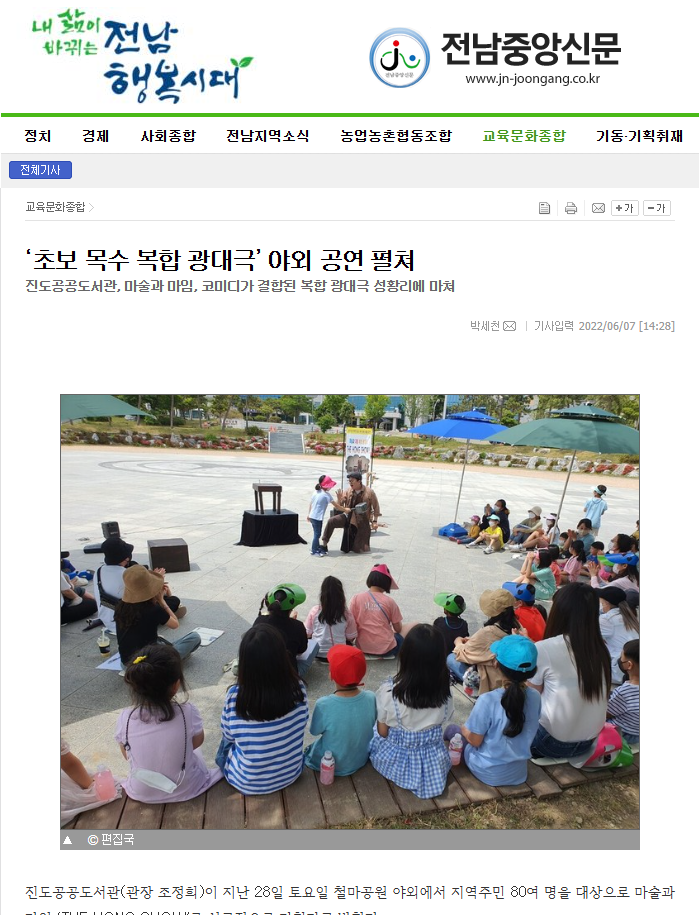 내 삶이
바뀌는 전남
행복시대
전남중앙신문
www.jn-joongang.co.kr
정치 경제 사회종합 전남지역소식 농업농촌협동조합 교육문화종합 기동·기획취재
전체기사
교육문화종합
+가 -가
‘초보 목수 복합 광대극’ 야외 공연 펼쳐
진도공공도서관, 마술과 마임, 코미디가 결합된 복합 광대극 성황리에 마쳐
박세천 기사입력 2022/06/07 [14:28]
THE HONG SHOW
▲ © 편집국
진도공공도서관(관장 조정희)이 지난 28일 토요일 철마공원 야외에서 지역주민 80여 명을 대상으로 마술과